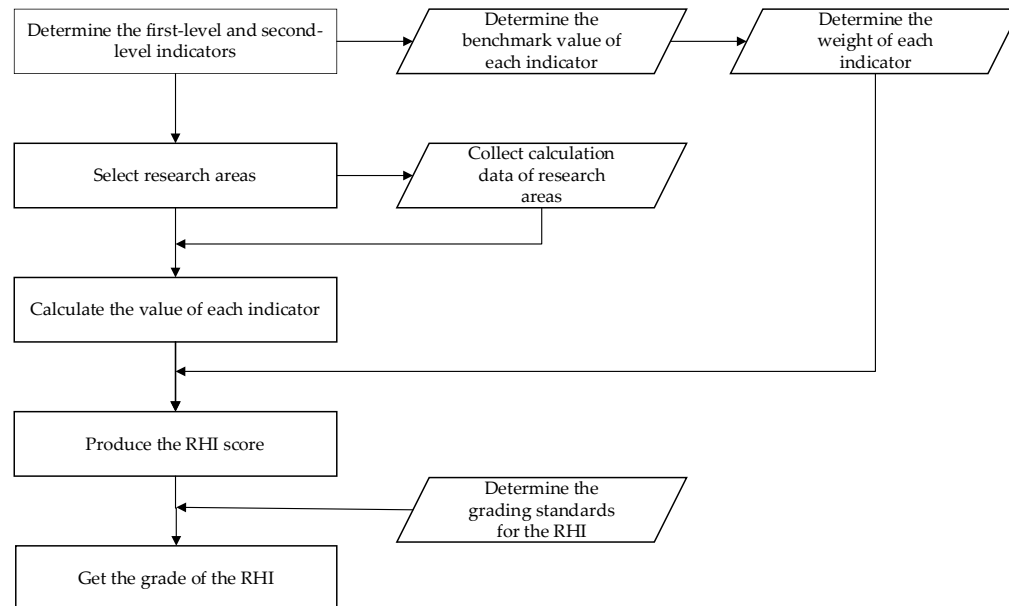 Determine the first-level and second-
level indicators
Determine the
benchmark value of
each indicator
Determine the
weight of each
indicator
Select research areas
Collect calculation
data of research
areas
Calculate the value of each indicator
Produce the RHI score
Determine the
grading standards
for the RHI
Get the grade of the RHI